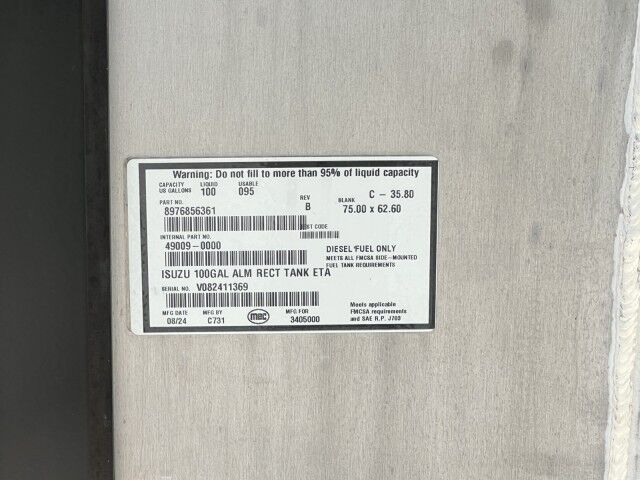 Warning: Do not fill to more than 95% of liquid capacity
CAPACITY LIQUID USABLE
US GALLONS 100 095
REV BLANK C - 35.80
PART NO. B 75.00 x 62.60
8976856361
CODE
INTERNAL PART NO.
49009-0000 DIESEL FUEL ONLY
MEETS ALL FMCSA SIDE-MOUNTED
FUEL TANK REQUIREMENTS
ISUZU 100GAL ALM RECT TANK ETA
SERIAL NO. V082411369
MFG DATE MFG BY mec MFG FOR
08/24 C731 3405000
Meets applicable
FMCSA requirements
and SAE R.P. J703